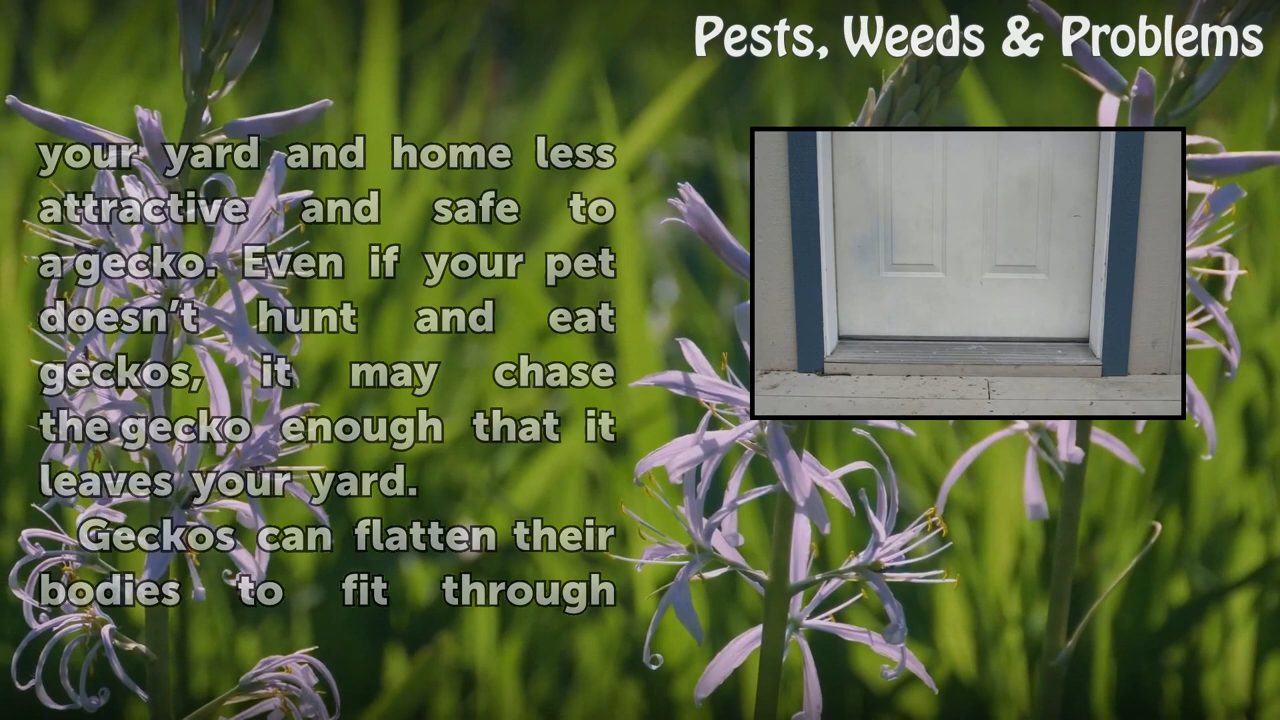 Pests, Weeds & Problems
your yard and home less
attractive and safe to
a gecko. Even if your pet
doesn’t hunt and eat
geckos, it may chase
the gecko enough that it
leaves your yard.
Geckos can flatten their
bodies to fit through